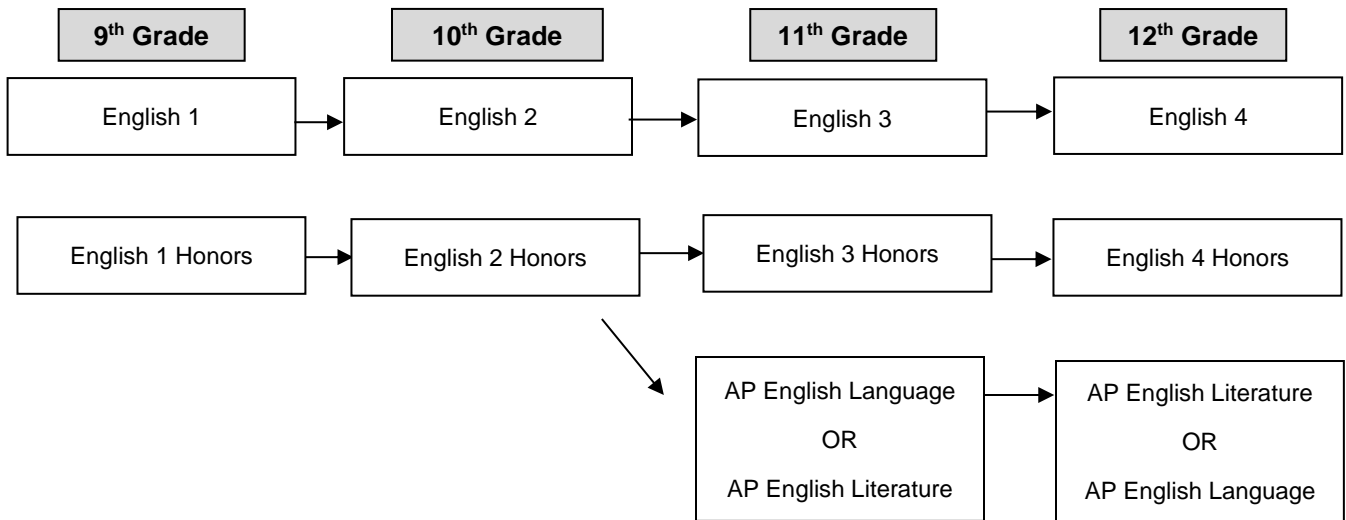 9th Grade
10th Grade
11th Grade
12th Grade
English 1
English 2
English 3
English 4
English 1 Honors
English 2 Honors
English 3 Honors
English 4 Honors
AP English Language
OR
AP English Literature
AP English Literature
OR
AP English Language